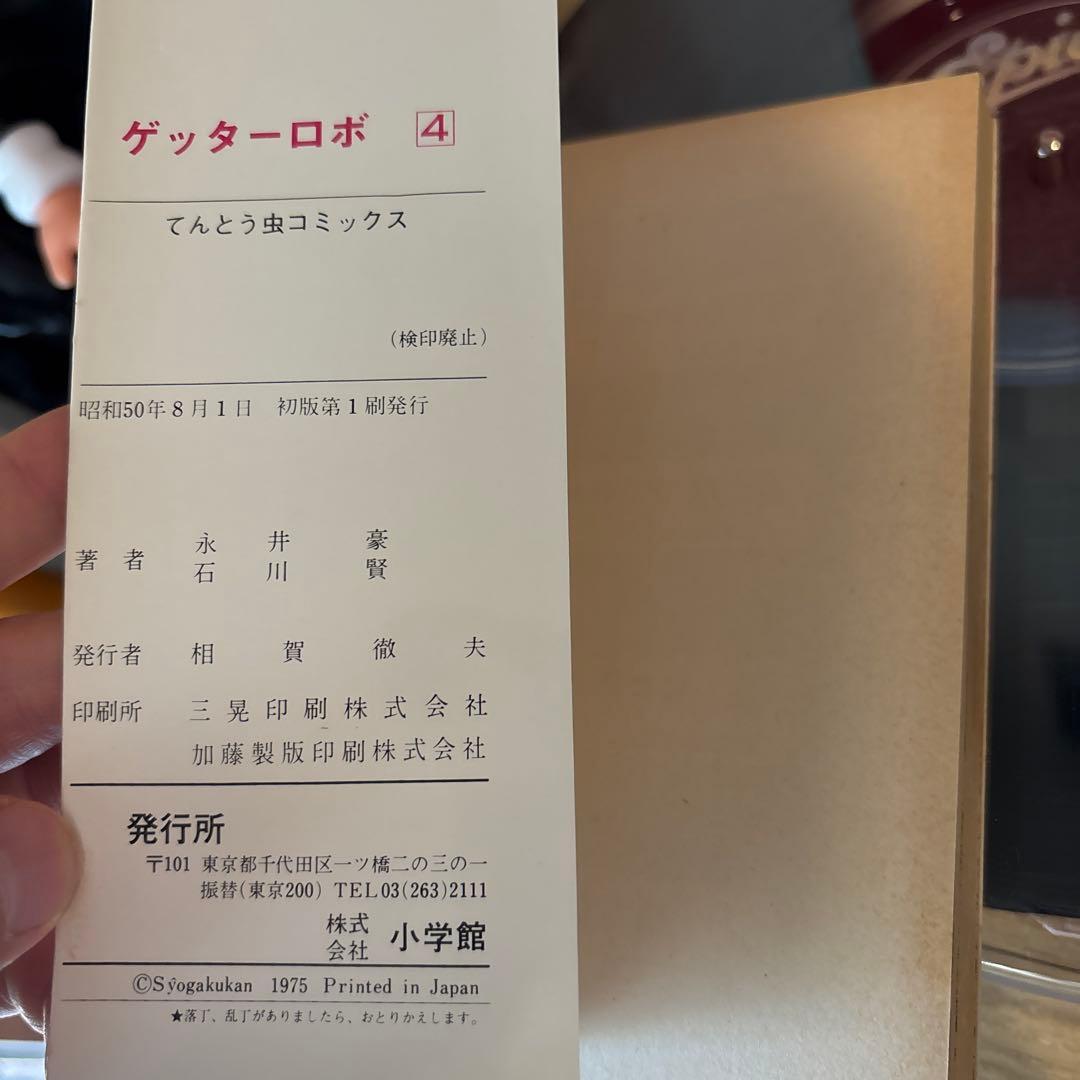 ゲッターロボ 4
てんとう虫コミックス
(検印廃止)
昭和50年8月1日 初版第1刷発行
著者 永井豪
石川賢
発行者 相賀徹夫
印刷所 三晃印刷株式会社
加藤製版印刷株式会社
発行所
〒101 東京都千代田区一ツ橋二の三の一
振替(東京200) TEL03(263)2111
株式会社 小学館
©Syôgakukan 1975 Printed in Japan
★落丁、乱丁がありましたら、おとりかえします。